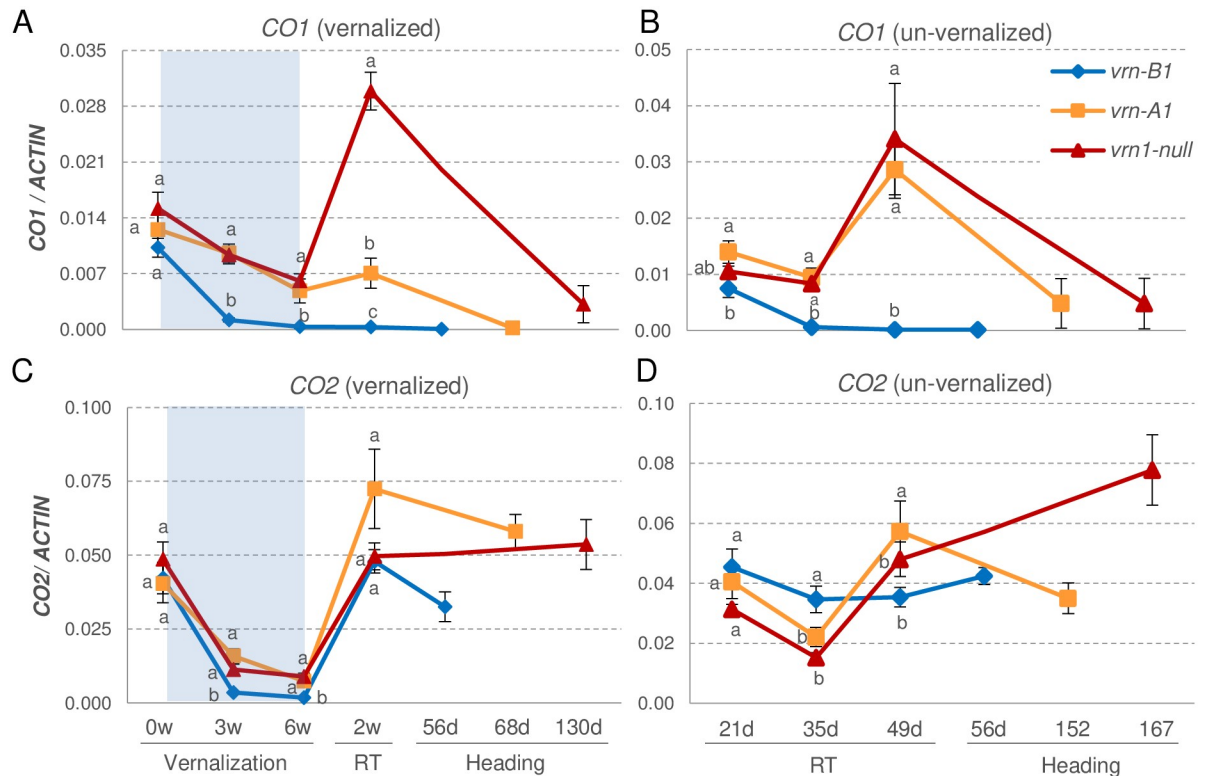 A
CO1 (vernalized)
CO1 / ACTIN
0.035
0.028
0.021
0.014
0.007
0.000
a
a
a
a
b
a
b
a
b
c
B
CO1 (un-vernalized)
0.05
0.04
0.03
0.02
0.01
0.00
a
ab
b
a
a
b
a
a
b
vrn-B1
vrn-A1
vrn1-null
C
CO2 (vernalized)
CO2/ ACTIN
0.100
0.075
0.050
0.025
0.000
a
a
a
a
a
b
a
a
b
a
a
a
0w
3w
6w
2w
56d
68d
130d
Vernalization
RT
Heading
D
CO2 (un-vernalized)
0.10
0.08
0.06
0.04
0.02
0.00
a
a
a
a
b
b
a
b
b
21d
35d
49d
56d
152
167
RT
Heading